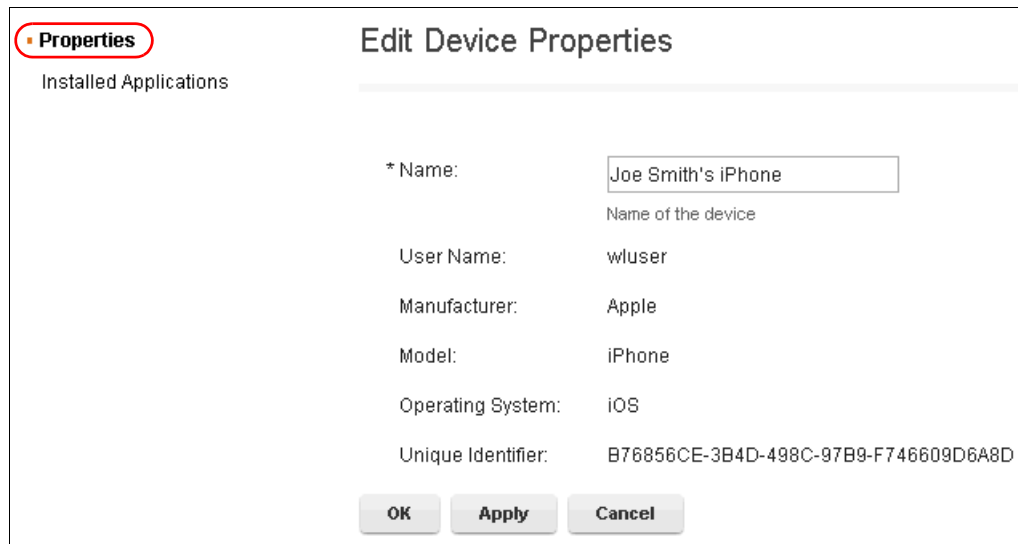 Properties
Installed Applications
Edit Device Properties
* Name:
Joe Smith's iPhone
Name of the device
User Name:
wluser
Manufacturer:
Apple
Model:
iPhone
Operating System:
iOS
Unique Identifier:
B76856CE-3B4D-498C-97B9-F746609D6A8D
OK
Apply
Cancel